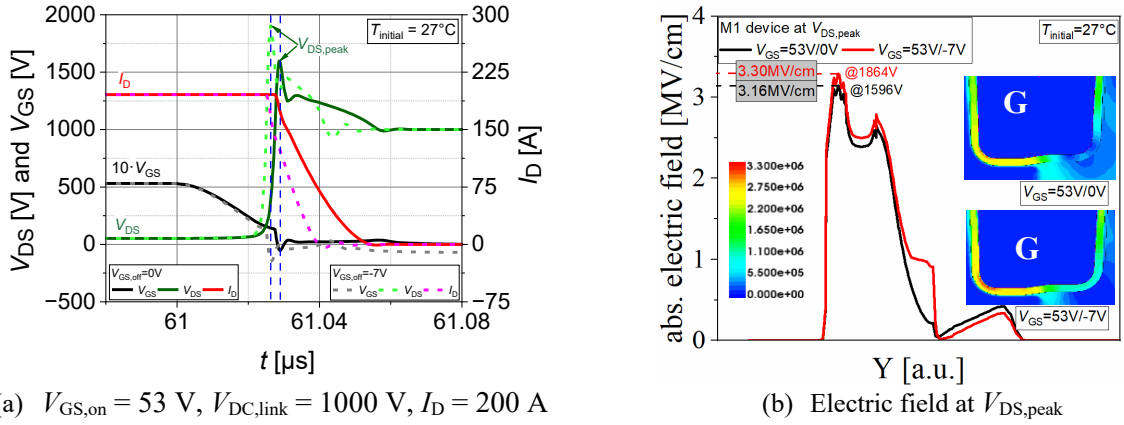 V_DS [V] and V_GS [V]
2000
1500
1000
500
0
−500
T_initial = 27°C
V_DS,peak
I_D
10·V_GS
V_DS
V_GS,off=0V
V_GS V_DS I_D
V_GS,off=-7V
V_GS V_DS I_D
300
225
150
75
0
-75
I_D [A]
61 61.04 61.08
t [µs]
(a) V_GS,on = 53 V, V_DC,link = 1000 V, I_D = 200 A
abs. electric field [MV/cm]
4
3
2
1
0
M1 device at V_DS,peak
T_initial=27°C
V_GS=53V/0V V_GS=53V/-7V
3.30MV/cm @1864V
3.16MV/cm @1596V
3.300e+06
2.750e+06
2.200e+06
1.650e+06
1.100e+06
5.500e+05
0.000e+00
G
V_GS=53V/0V
G
V_GS=53V/-7V
Y [a.u.]
(b) Electric field at V_DS,peak